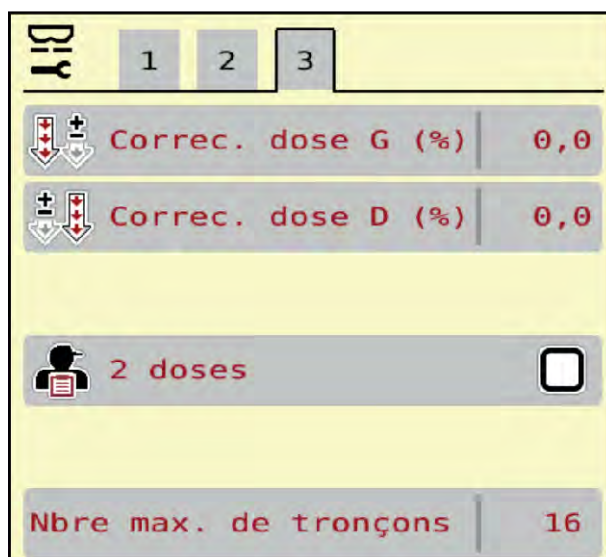 1 2 3
Correc. dose G (%) 0,0
Correc. dose D (%) 0,0
2 doses
Nbre max. de tronçons 16